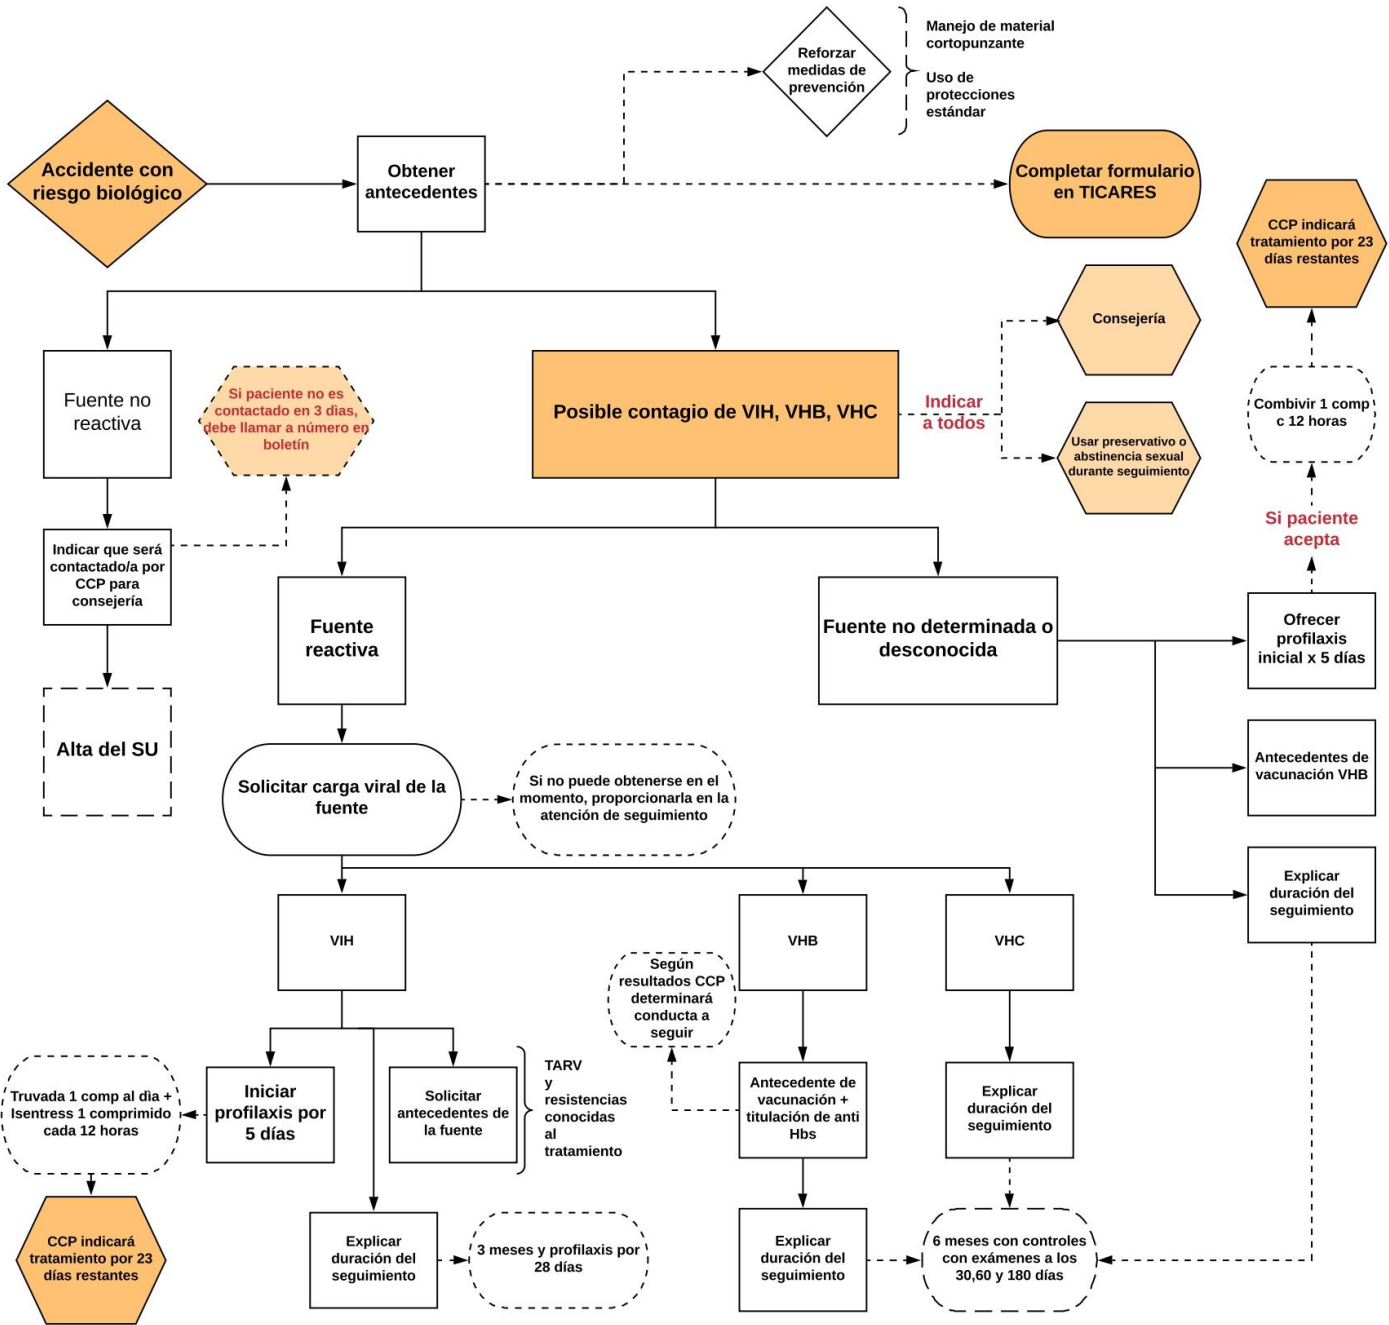 Manejo de material
cortopunzante
Uso de
protecciones
estándar
Reforzar
medidas de
prevención
Accidente con
riesgo biológico
Obtener
antecedentes
Completar formulario
en TICARES
CCP indicará
tratamiento por 23
días restantes
Consejería
Fuente no
reactiva
Si paciente no es
contactado en 3 dias,
debe llamar a número en
boletín
Posible contagio de VIH, VHB, VHC
Indicar
a todos
Usar preservativo o
abstinencia sexual
durante seguimiento
Combivir 1 comp
c 12 horas
Si paciente
acepta
Indicar que será
contactado/a por
CCP para
consejería
Fuente
reactiva
Fuente no determinada o
desconocida
Ofrecer
profilaxis
inicial x 5 días
Alta del SU
Solicitar carga viral de la
fuente
Si no puede obtenerse en el
momento, proporcionarla en la
atención de seguimiento
Antecedentes de
vacunación VHB
Explicar
duración del
seguimiento
VIH
VHB
VHC
Según
resultados CCP
determinará
conducta a
seguir
Truvada 1 comp al dìa +
Isentress 1 comprimido
cada 12 horas
Iniciar
profilaxis por
5 días
Solicitar
antecedentes de
la fuente
TARV
y
resistencias
conocidas
al
tratamiento
Antecedente de
vacunación +
titulación de anti
Hbs
Explicar
duración del
seguimiento
CCP indicará
tratamiento por 23
días restantes
Explicar
duración del
seguimiento
3 meses y profilaxis por
28 días
Explicar
duración del
seguimiento
6 meses con controles
con exámenes a los
30,60 y 180 días